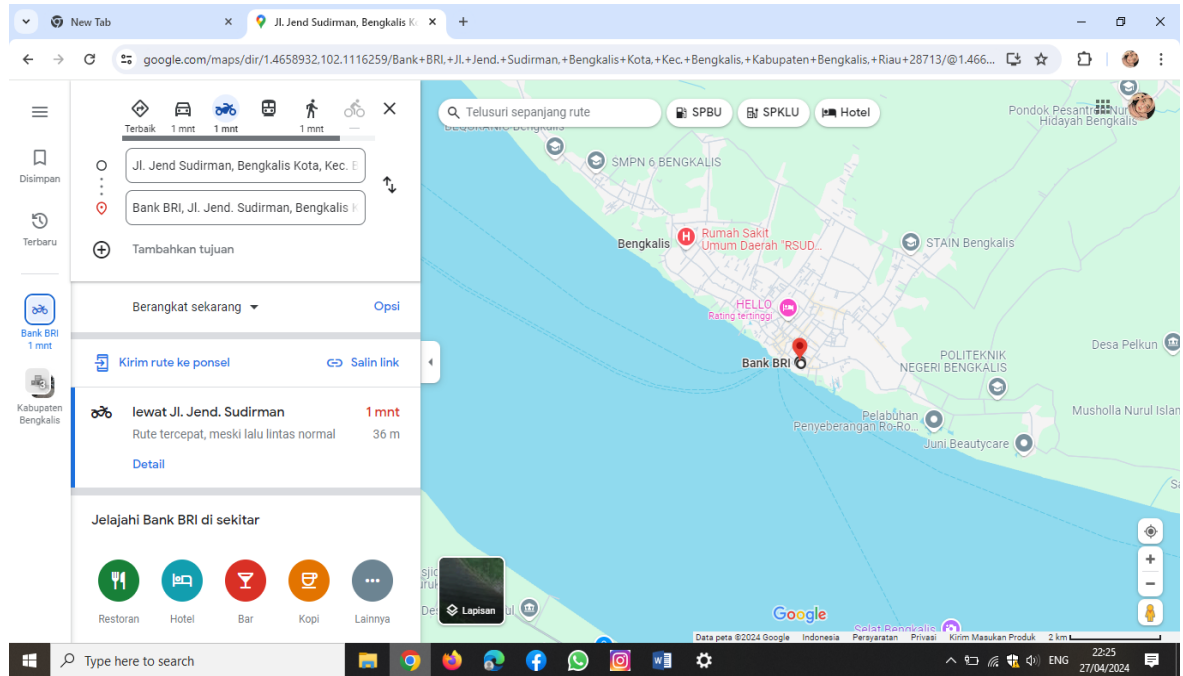 New Tab
Jl. Jend Sudirman, Bengkalis Ko
google.com/maps/dir/1.4658932,102.1116259/Bank+BRI,+Jl.+Jend.+Sudirman,+Bengkalis+Kota,+Kec.+Bengkalis,+Kabupaten+Bengkalis,+Riau+28713/@1.466...
Disimpan
Terbaru
Bank BRI
1 mnt
3
Kabupaten
Bengkalis
Terbaik
1 mnt
1 mnt
1 mnt
—
Jl. Jend Sudirman, Bengkalis Kota, Kec. B
Bank BRI, Jl. Jend. Sudirman, Bengkalis K
Tambahkan tujuan
Berangkat sekarang
Opsi
Kirim rute ke ponsel
Salin link
lewat Jl. Jend. Sudirman
1 mnt
Rute tercepat, meski lalu lintas normal
36 m
Detail
Jelajahi Bank BRI di sekitar
Restoran
Hotel
Bar
Kopi
Lainnya
Telusuri sepanjang rute
SPBU
SPKLU
Hotel
Bengkalis
SMPN 6 BENGKALIS
Pondok Pesantren Nur
Hidayah Bengkalis
Bengkalis
H
Rumah Sakit
Umum Daerah "RSUD...
STAIN Bengkalis
HELLO
Rating tertinggi
Bank BRI
POLITEKNIK
NEGERI BENGKALIS
Desa Pelkun
Pelabuhan
Penyeberangan Ro-Ro...
Musholla Nurul Islam
Juni Beautycare
Lapisan
Google
Selat Bengkalis
Data peta ©2024 Google
Indonesia
Persyaratan
Privasi
Kirim Masukan Produk
2 km
Type here to search
ENG
22:25
27/04/2024